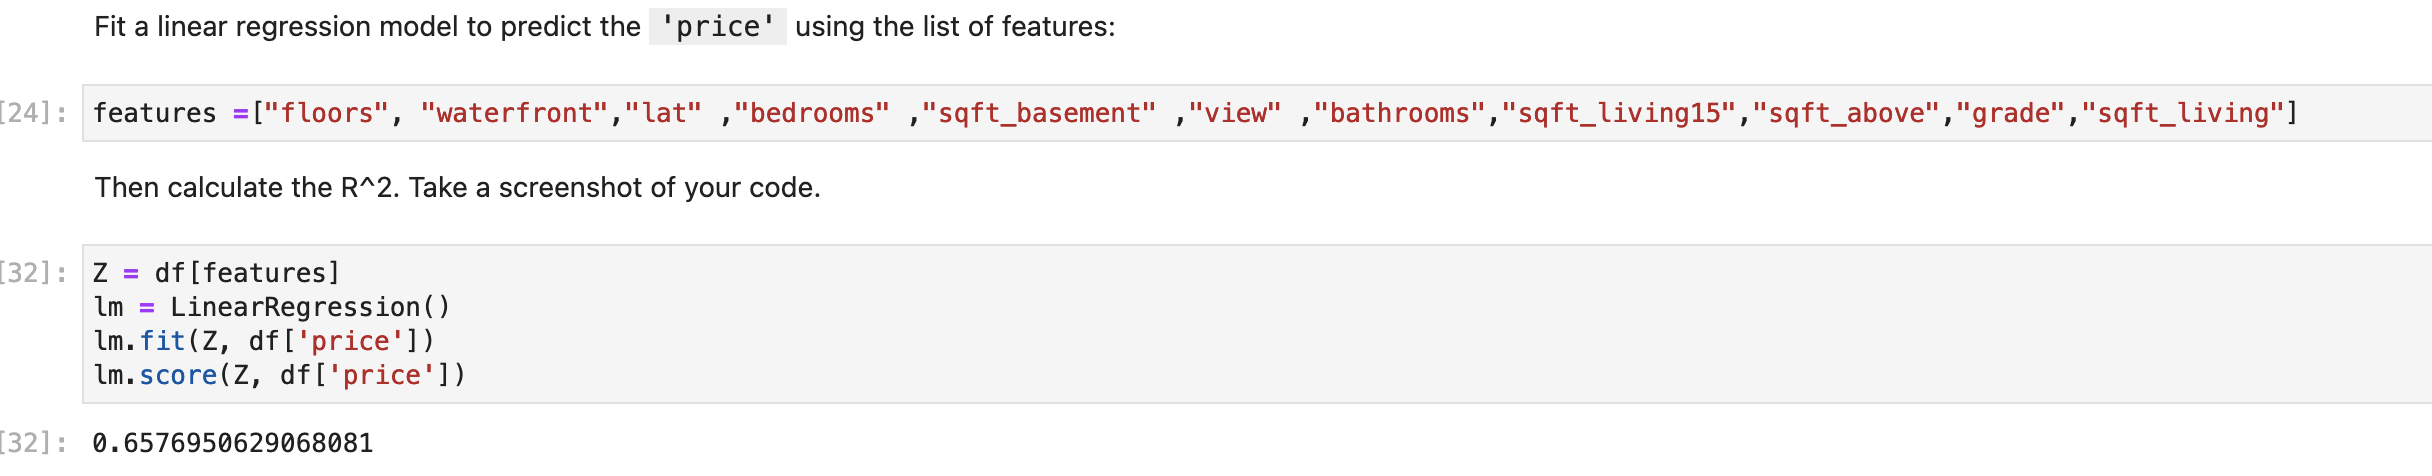 Fit a linear regression model to predict the 'price' using the list of features:
[24]: features =["floors", "waterfront","lat" ,"bedrooms" ,"sqft_basement" ,"view" ,"bathrooms","sqft_living15","sqft_above","grade","sqft_living"]
Then calculate the R^2. Take a screenshot of your code.
[32]: Z = df[features]
lm = LinearRegression()
lm.fit(Z, df['price'])
lm.score(Z, df['price'])
[32]: 0.6576950629068081